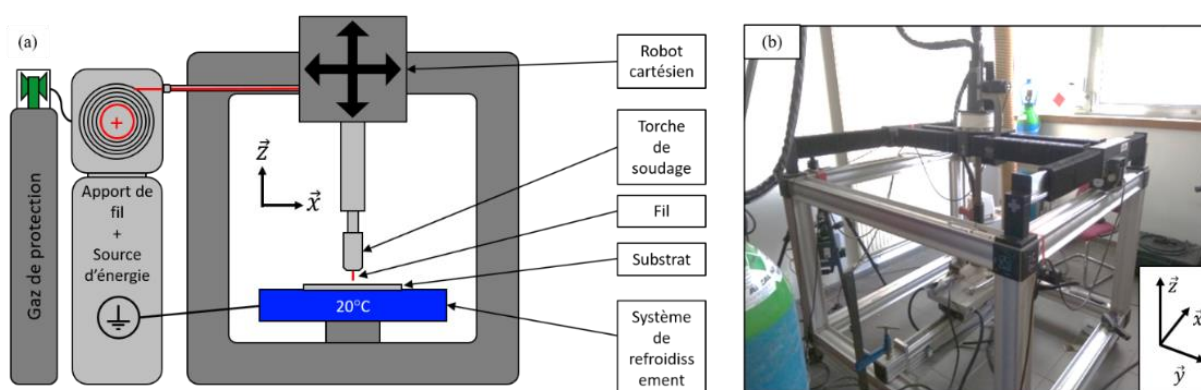 (a)
Gaz de protection
+
Apport de
fil
+
Source
d'énergie
Z⃗
x⃗
20°C
Robot
cartésien
Torche
de
soudage
Fil
Substrat
Système
de
refroidiss
ement
(b)
z⃗
x⃗
y⃗